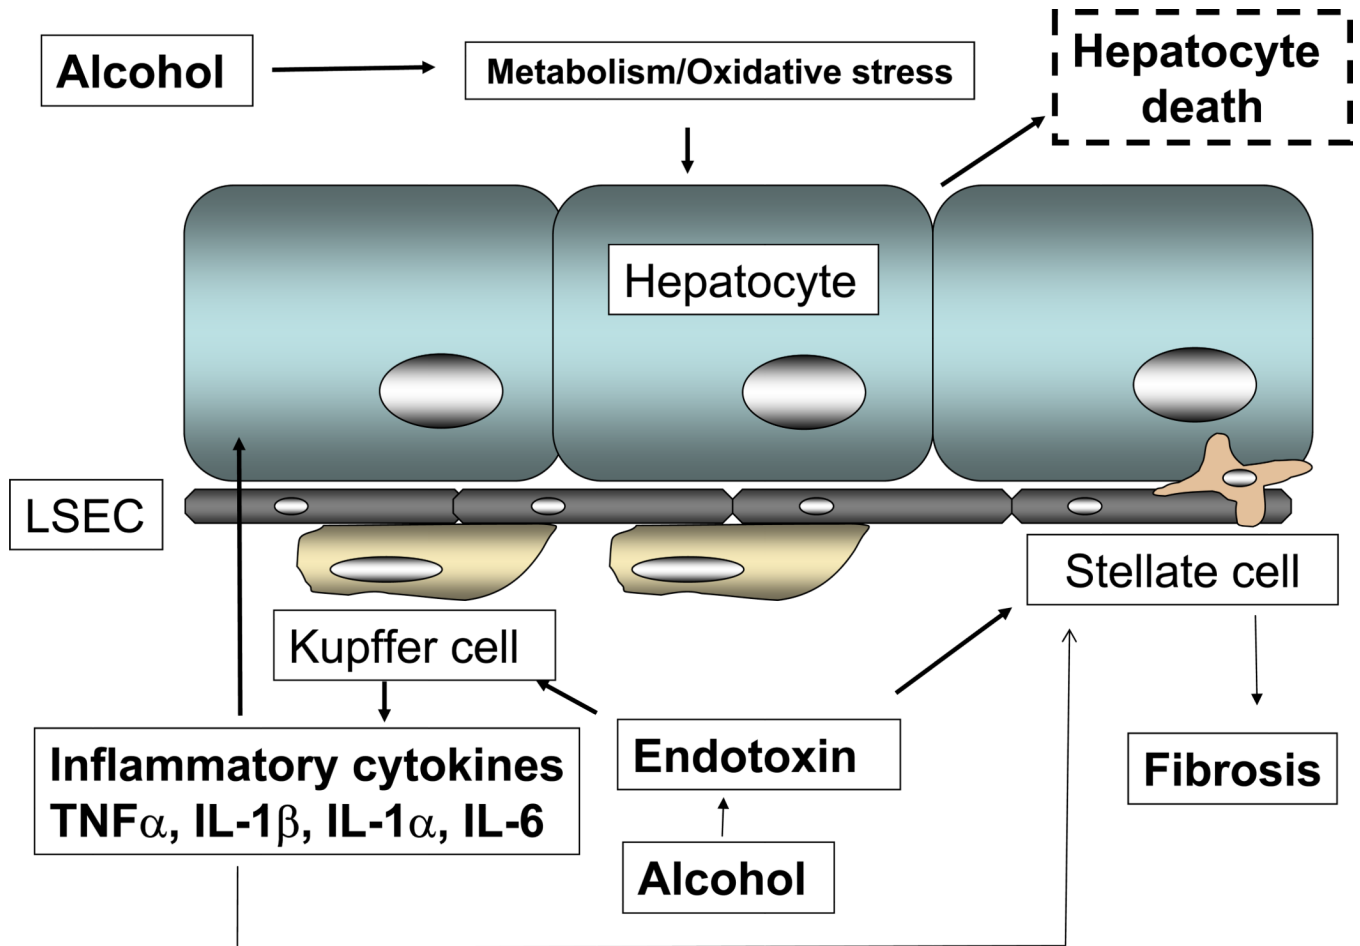 Alcohol
Metabolism/Oxidative stress
Hepatocyte
death
Hepatocyte
LSEC
Stellate cell
Kupffer cell
Inflammatory cytokines
TNFα, IL-1β, IL-1α, IL-6
Endotoxin
Fibrosis
Alcohol